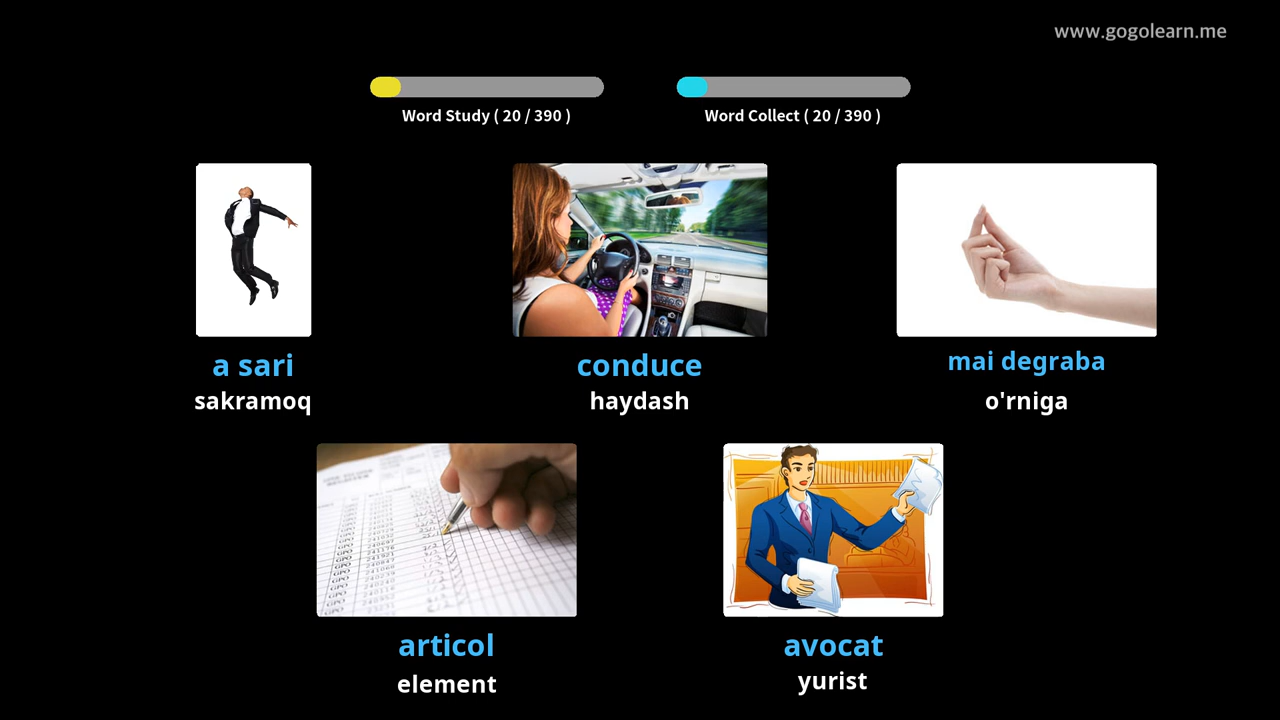 www.gogolearn.me
Word Study ( 20 / 390 )
Word Collect ( 20 / 390 )
a sari
sakramoq
conduce
haydash
mai degraba
o'rniga
articol
element
avocat
yurist